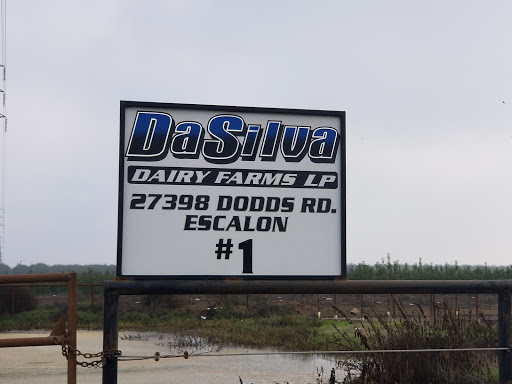 DaSilva
DAIRY FARMS LP
27398 DODDS RD.
ESCALON
#1